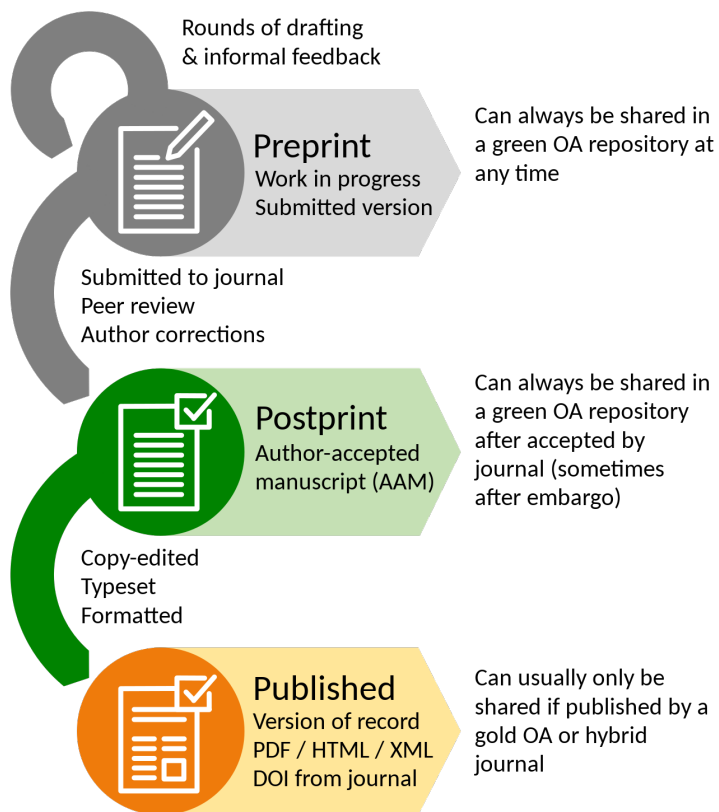 Rounds of drafting
& informal feedback
Preprint
Work in progress
Submitted version
Can always be shared in
a green OA repository at
any time
Submitted to journal
Peer review
Author corrections
Postprint
Author-accepted
manuscript (AAM)
Can always be shared in
a green OA repository
after accepted by
journal (sometimes
after embargo)
Copy-edited
Typeset
Formatted
Published
Version of record
PDF / HTML / XML
DOI from journal
Can usually only be
shared if published by a
gold OA or hybrid
journal